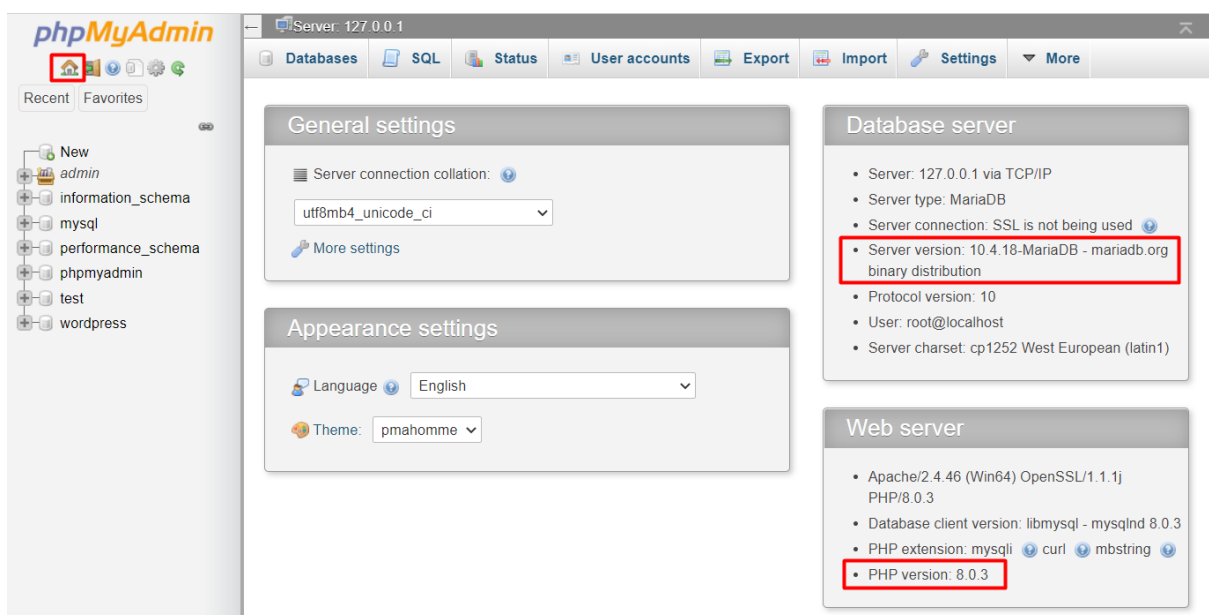 phpMyAdmin
Recent Favorites
New
admin
information_schema
mysql
performance_schema
phpmyadmin
test
wordpress
Server: 127.0.0.1
Databases SQL Status User accounts Export Import Settings More
General settings
Server connection collation:
utf8mb4_unicode_ci
More settings
Appearance settings
Language English
Theme: pmahomme
Database server
Server: 127.0.0.1 via TCP/IP
Server type: MariaDB
Server connection: SSL is not being used
Server version: 10.4.18-MariaDB - mariadb.org
binary distribution
Protocol version: 10
User: root@localhost
Server charset: cp1252 West European (latin1)
Web server
Apache/2.4.46 (Win64) OpenSSL/1.1.1j
PHP/8.0.3
Database client version: libmysql - mysqlnd 8.0.3
PHP extension: mysqli curl mbstring
PHP version: 8.0.3